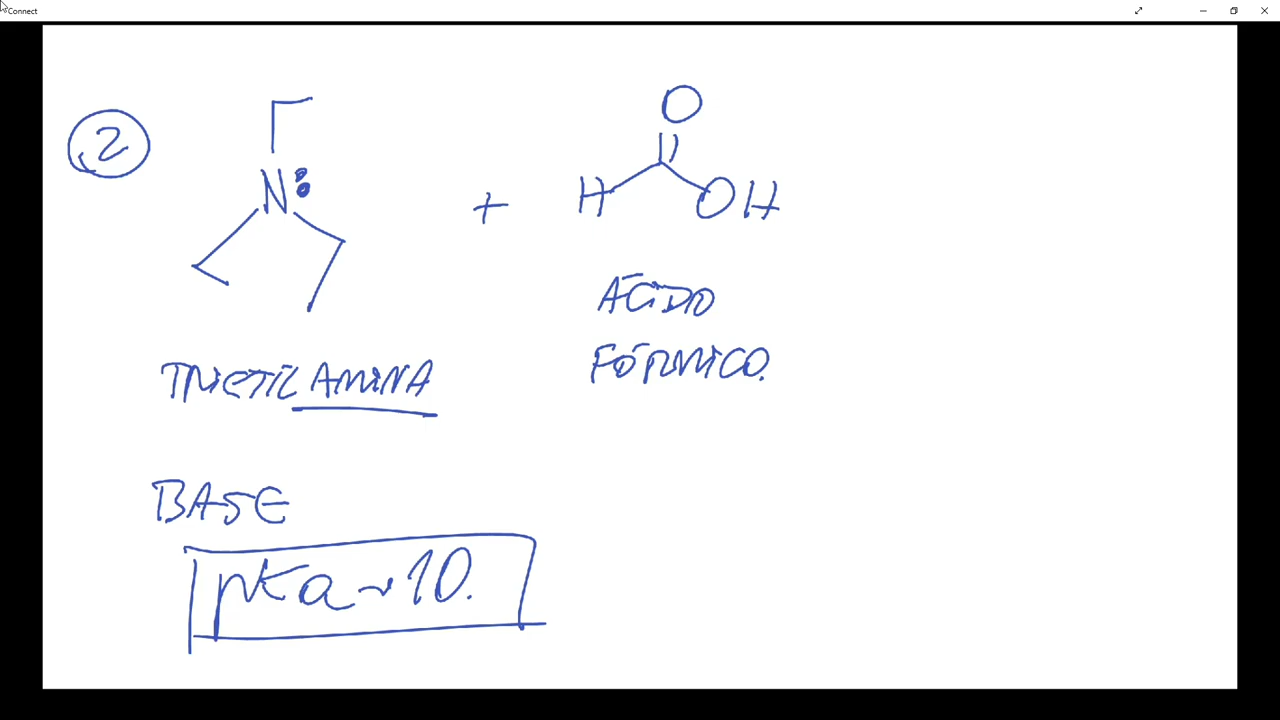 Connect
2
N:
+
O
H
OH
TRIETILAMINA
ÁCIDO
FÓRMICO.
BASE
pKa ~ 10.